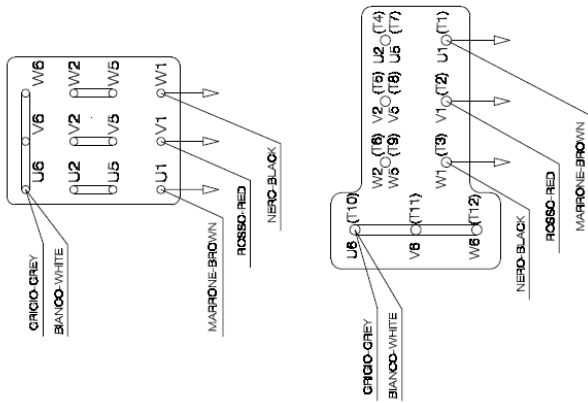 U6 V6 W6
U2 V2 W2
U5 V5 W5
U1 V1 W1
GRIGIO-GREY
BIANCO-WHITE
MARRONE-BROWN
ROSSO-RED
NERO-BLACK
U6 (T10)
V6 (T11)
W6 (T12)
W2 (T6) V2 (T5) U2 (T4)
W5 (T9) V5 (T8) U5 (T7)
W1 (T3) V1 (T2) U1 (T1)
GRIGIO-GREY
BIANCO-WHITE
NERO-BLACK
ROSSO-RED
MARRONE-BROWN